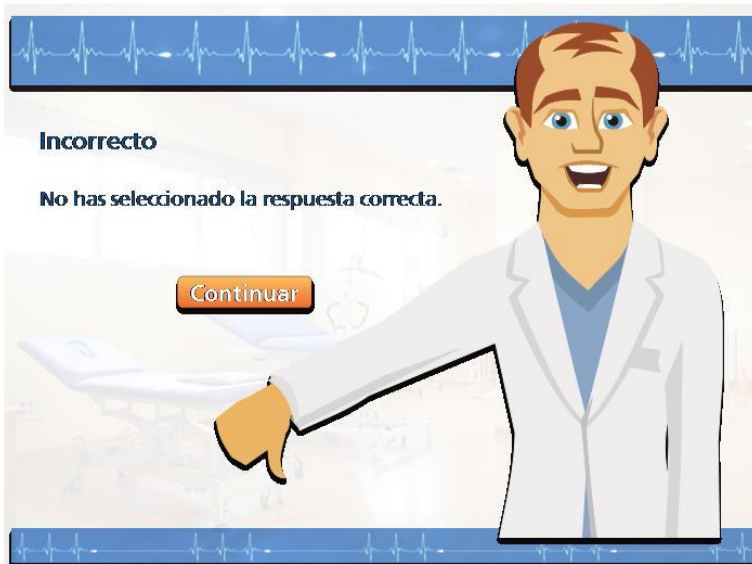 Incorrecto
No has seleccionado la respuesta correcta.
Continuar